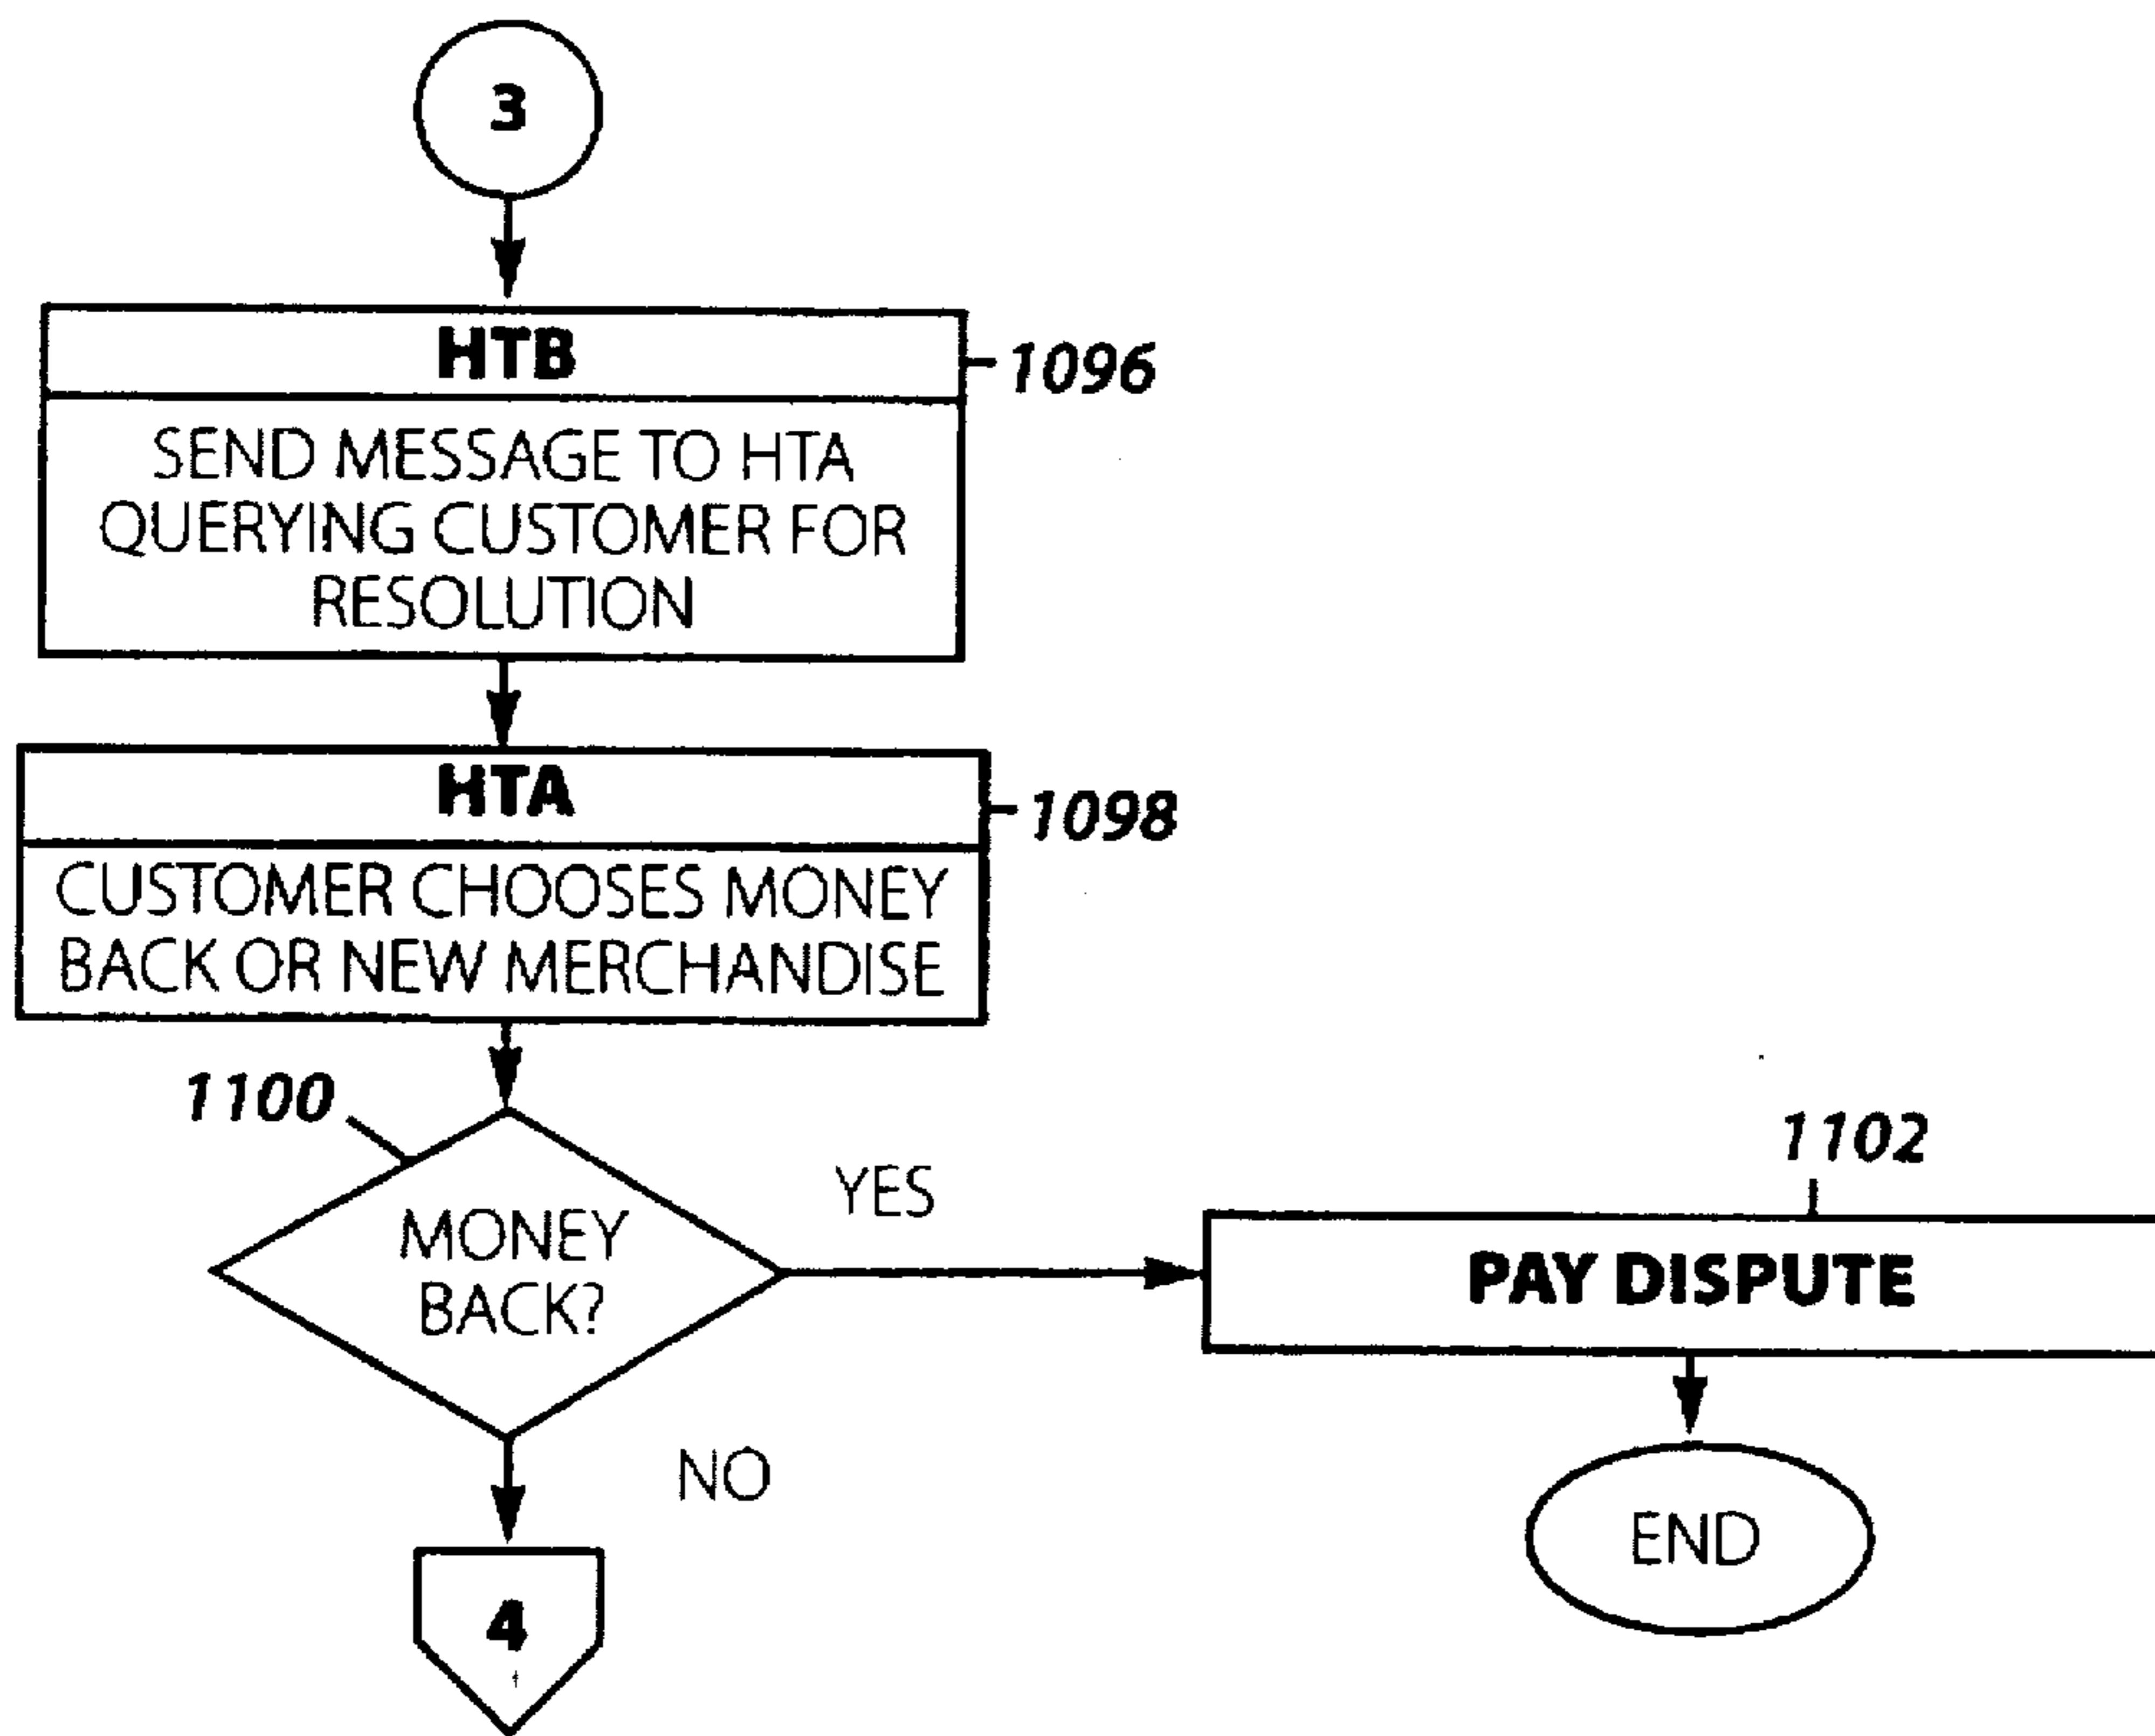 3
HTB
1096
SEND MESSAGE TO HTA
QUERYING CUSTOMER FOR
RESOLUTION
HTA
1098
CUSTOMER CHOOSES MONEY
BACK OR NEW MERCHANDISE
1100
MONEY
BACK?
YES
1102
PAY DISPUTE
NO
END
4